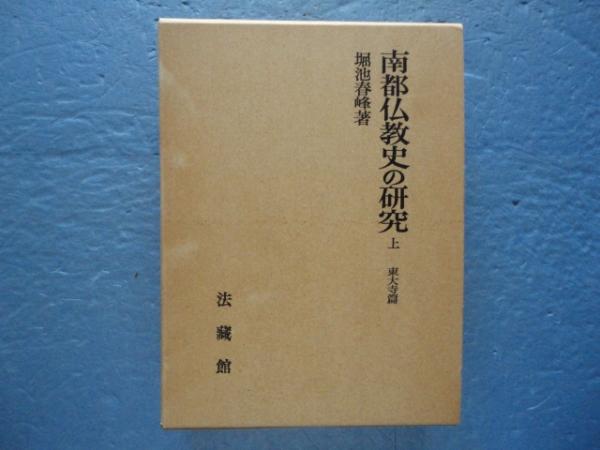 南都仏教史の研究 上 東大寺篇
堀池春峰著
法藏館